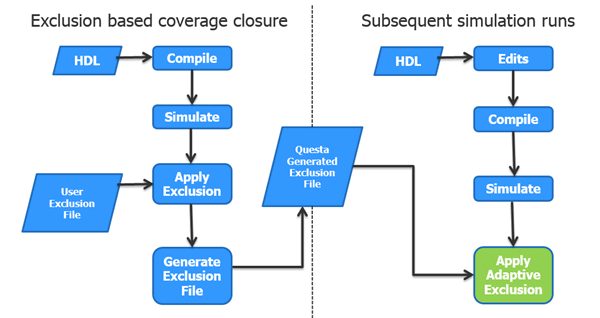 Exclusion based coverage closure
Subsequent simulation runs
HDL
Compile
Simulate
User
Exclusion
File
Apply
Exclusion
Generate
Exclusion
File
Questa
Generated
Exclusion
File
HDL
Edits
Compile
Simulate
Apply
Adaptive
Exclusion